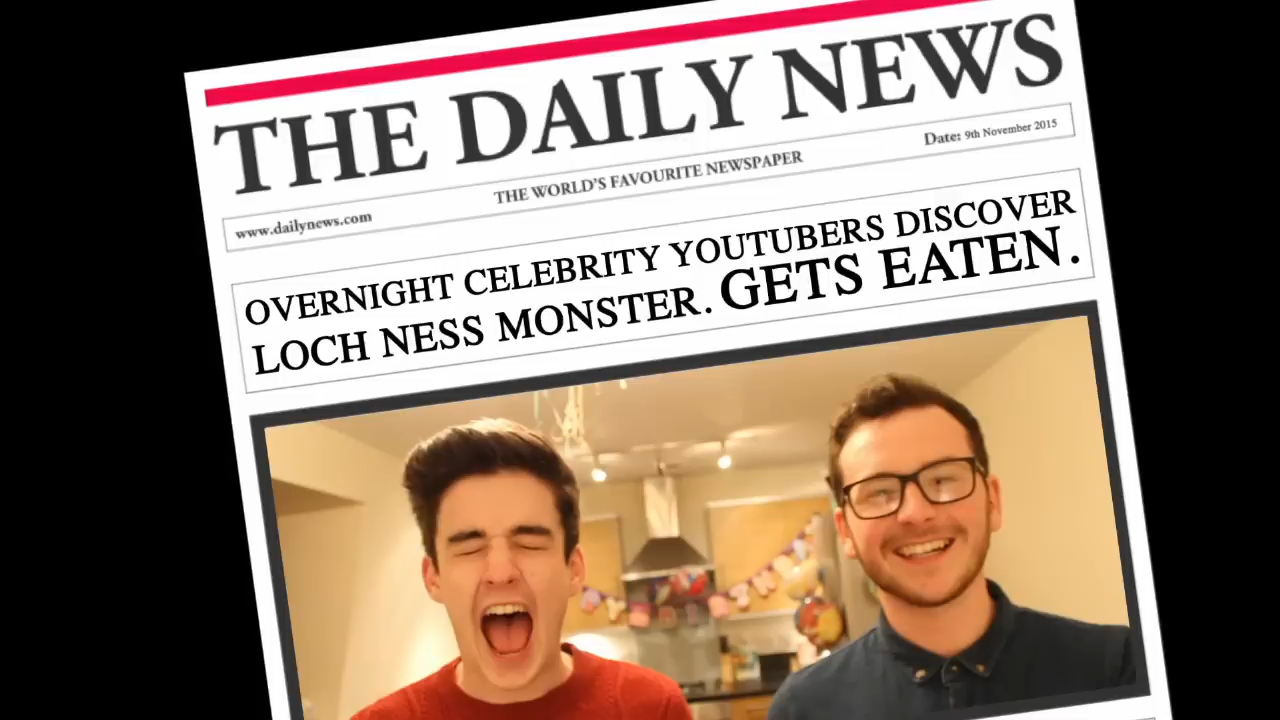 THE DAILY NEWS
www.dailynews.com
THE WORLD'S FAVOURITE NEWSPAPER
Date: 9th November 2015
OVERNIGHT CELEBRITY YOUTUBERS DISCOVER
LOCH NESS MONSTER. GETS EATEN.